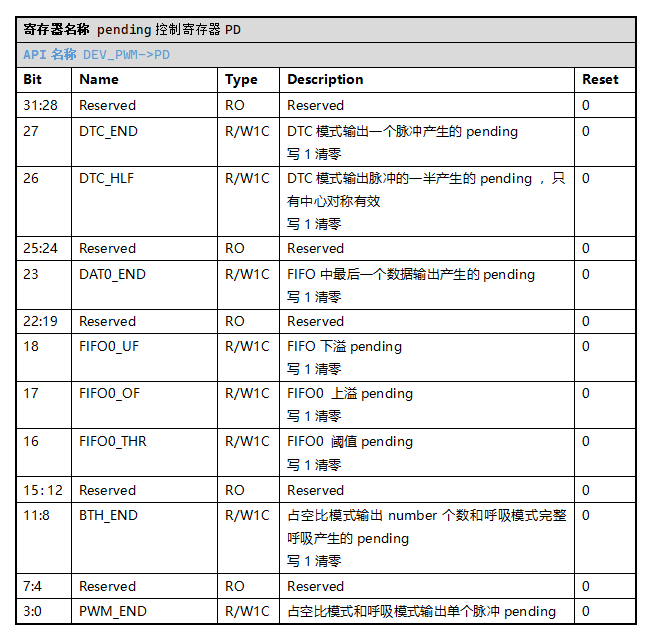 寄存器名称 pending 控制寄存器 PD
API 名称 DEV_PWM->PD
Bit Name Type Description Reset
31:28 Reserved RO Reserved 0
27 DTC_END R/W1C DTC 模式输出一个脉冲产生的 pending 0
写 1 清零
26 DTC_HLF R/W1C DTC 模式输出脉冲的一半产生的 pending ，只 0
有中心对称有效
写 1 清零
25:24 Reserved RO Reserved 0
23 DAT0_END R/W1C FIFO 中最后一个数据输出产生的 pending 0
写 1 清零
22:19 Reserved RO Reserved 0
18 FIFO0_UF R/W1C FIFO 下溢 pending 0
写 1 清零
17 FIFO0_OF R/W1C FIFO0 上溢 pending 0
写 1 清零
16 FIFO0_THR R/W1C FIFO0 阈值 pending 0
写 1 清零
15:12 Reserved RO Reserved 0
11:8 BTH_END R/W1C 占空比模式输出 number 个数和呼吸模式完整 0
呼吸产生的 pending
写 1 清零
7:4 Reserved RO Reserved 0
3:0 PWM_END R/W1C 占空比模式和呼吸模式输出单个脉冲 pending 0